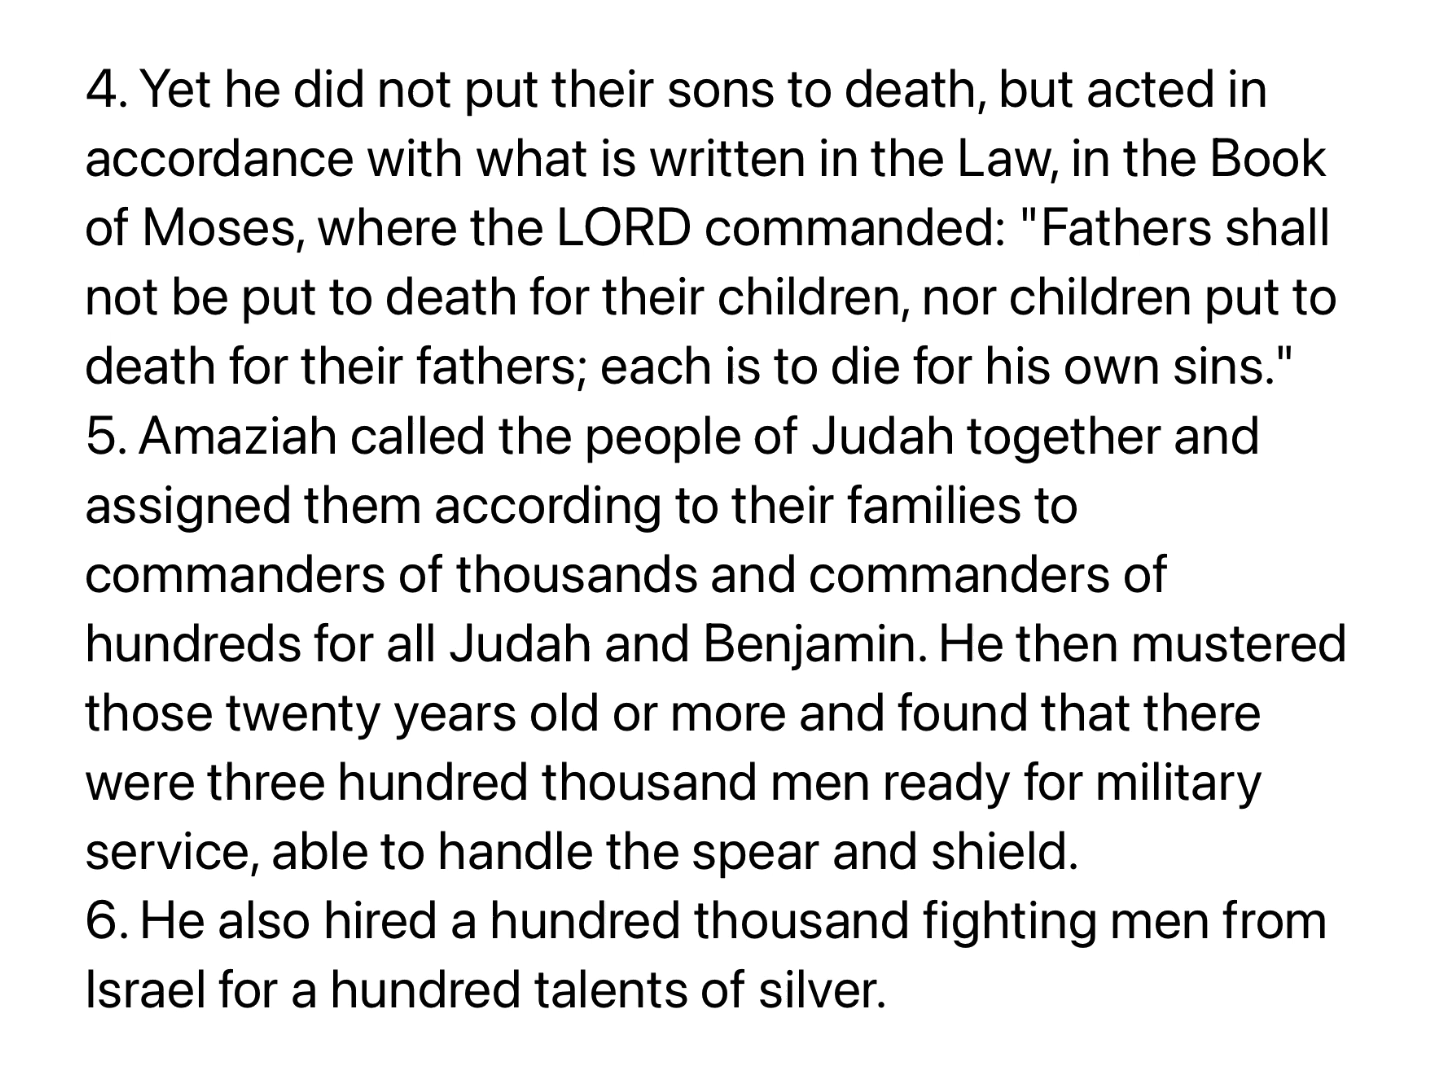 4. Yet he did not put their sons to death, but acted in
accordance with what is written in the Law, in the Book
of Moses, where the LORD commanded: "Fathers shall
not be put to death for their children, nor children put to
death for their fathers; each is to die for his own sins."
5. Amaziah called the people of Judah together and
assigned them according to their families to
commanders of thousands and commanders of
hundreds for all Judah and Benjamin. He then mustered
those twenty years old or more and found that there
were three hundred thousand men ready for military
service, able to handle the spear and shield.
6. He also hired a hundred thousand fighting men from
Israel for a hundred talents of silver.